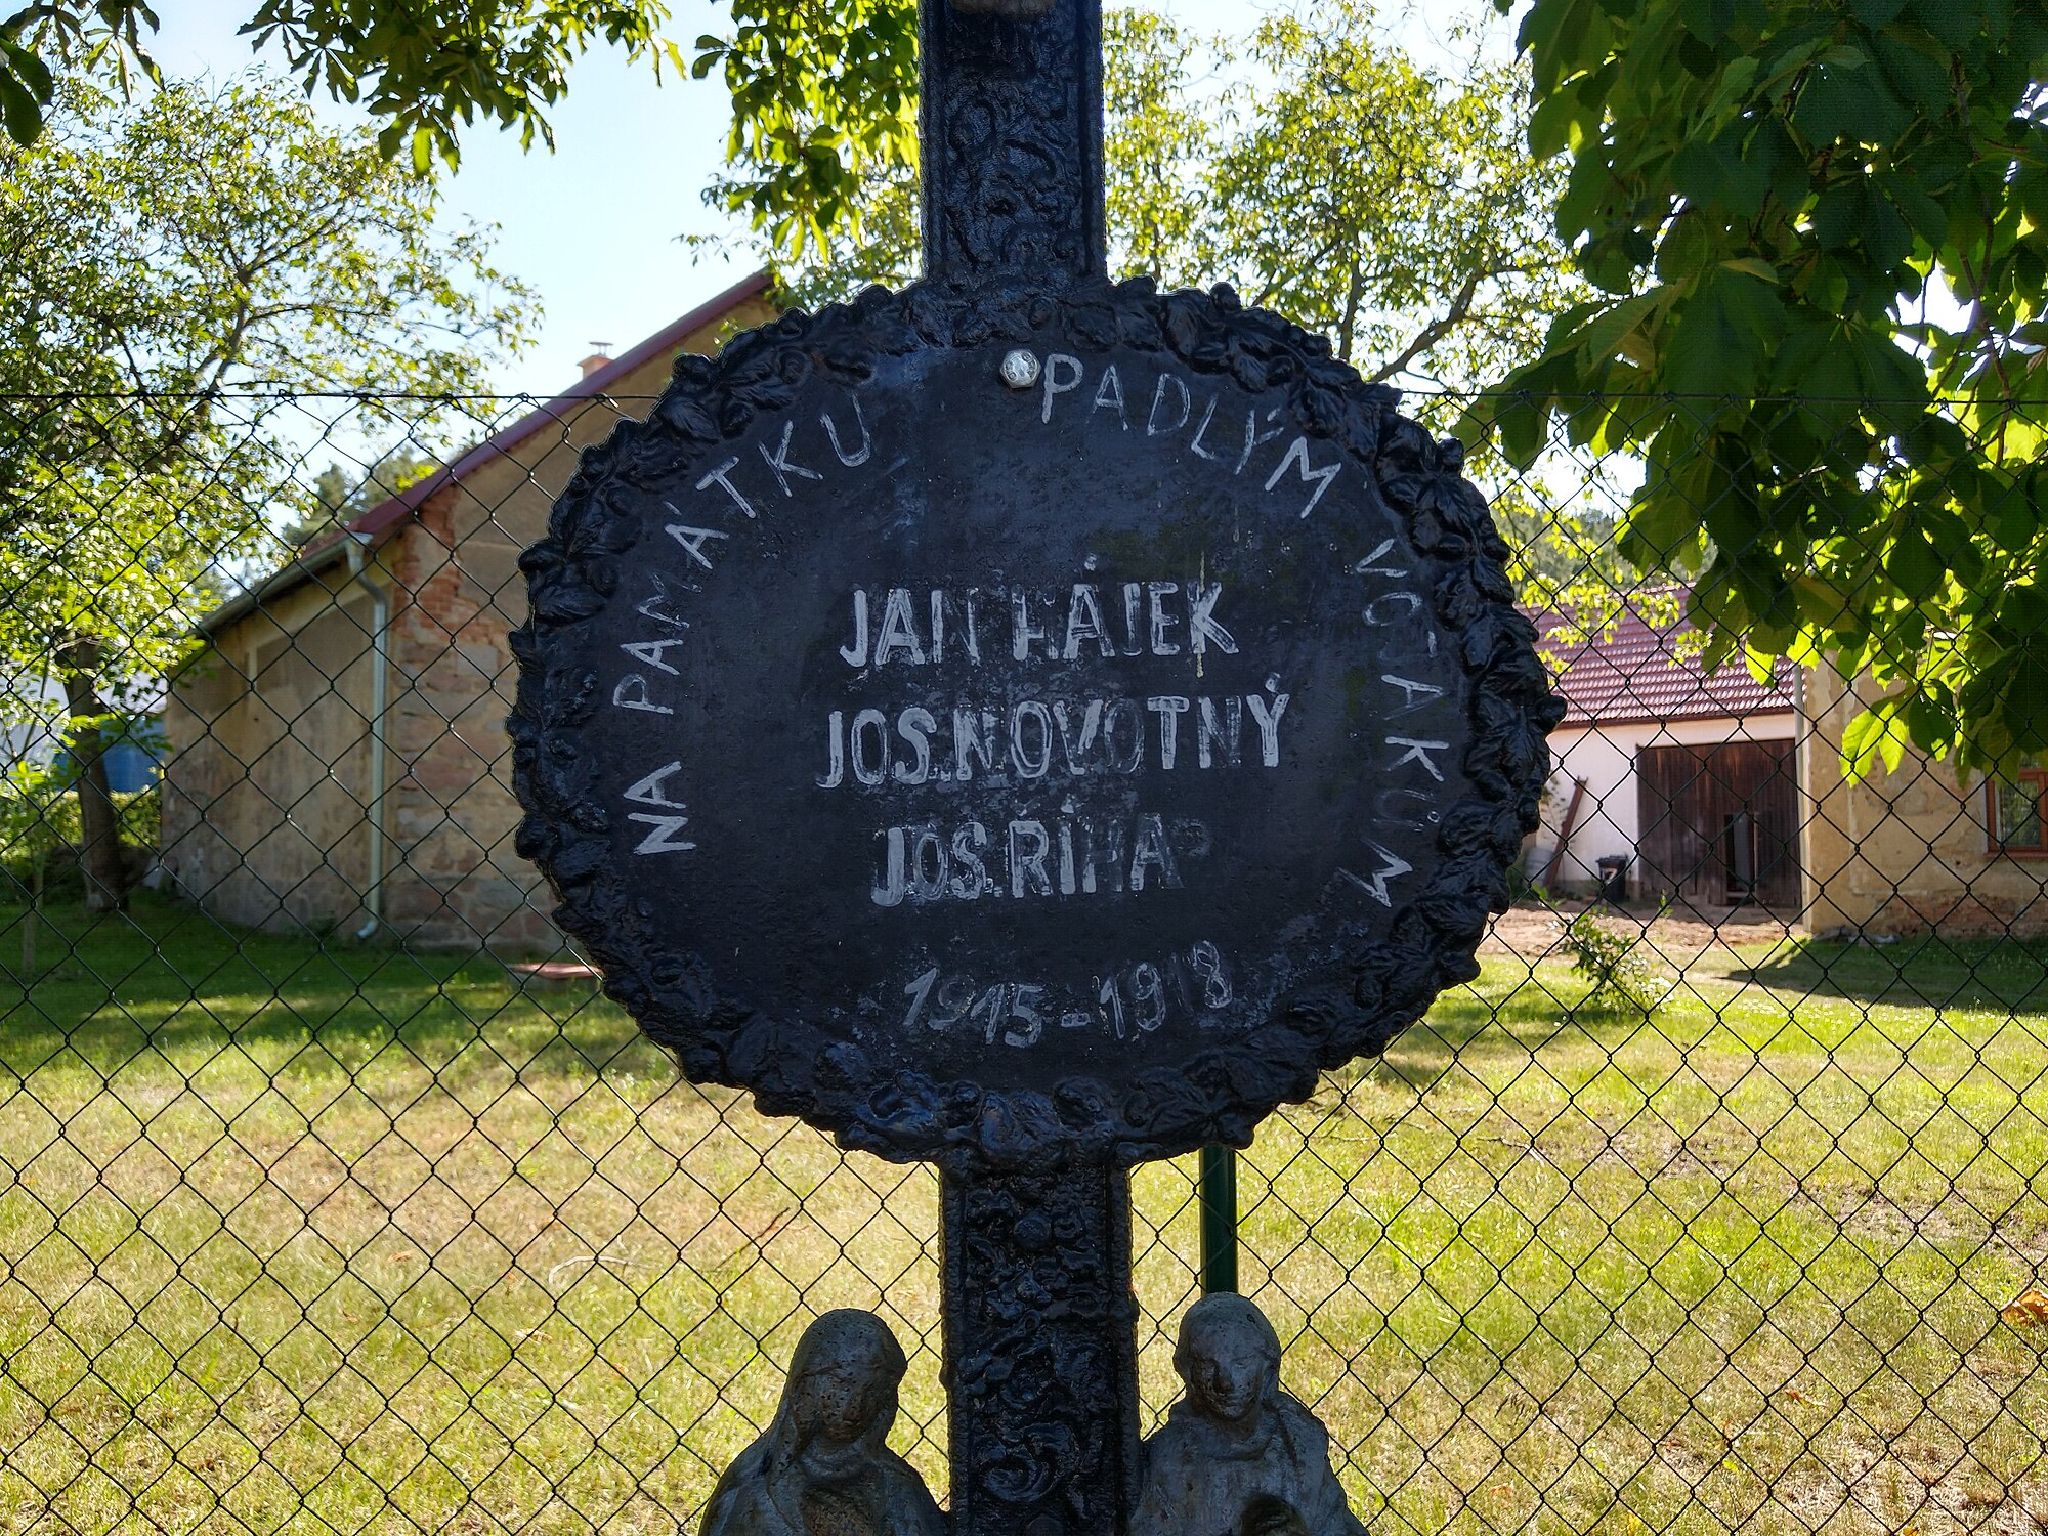 NA PAMÁTKU PADLÝM VOJÁKŮM
JAN HÁJEK
JOS. NOVOTNÝ
JOS. ŘÍHA
1915-1918